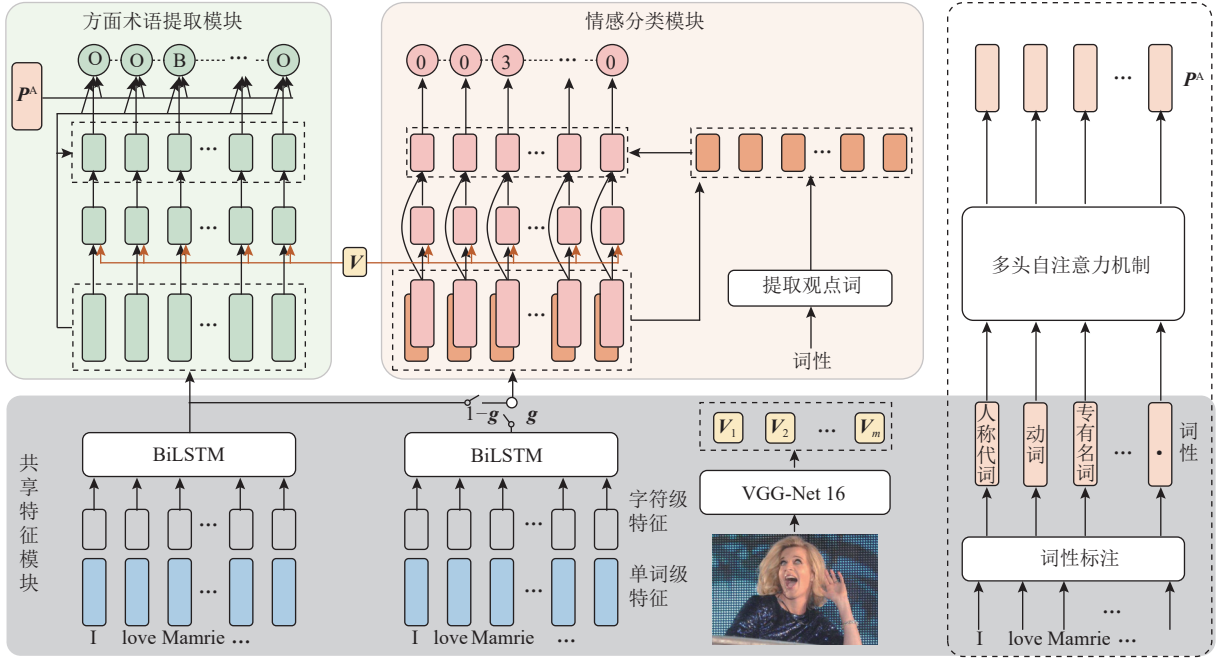 方面术语提取模块
O O B ... O
P^A
情感分类模块
0 0 3 ... 0
...
...
...
...
...
...
V
...
...
提取观点词
词性
... P^A
多头自注意力机制
人称代词 动词 专有名词 ... . 词性
词性标注
I love Mamrie ...
...
共享特征模块
1−g g
BiLSTM
BiLSTM
V_1 V_2 ... V_m
VGG-Net 16
字符级
特征
单词级
特征
...
...
...
...
I love Mamrie ...
I love Mamrie ...